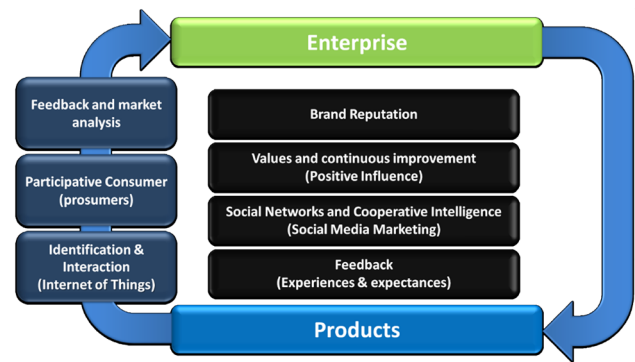 Enterprise
Feedback and market
analysis
Participative Consumer
(prosumers)
Identification &
Interaction
(Internet of Things)
Brand Reputation
Values and continuous improvement
(Positive Influence)
Social Networks and Cooperative Intelligence
(Social Media Marketing)
Feedback
(Experiences & expectances)
Products